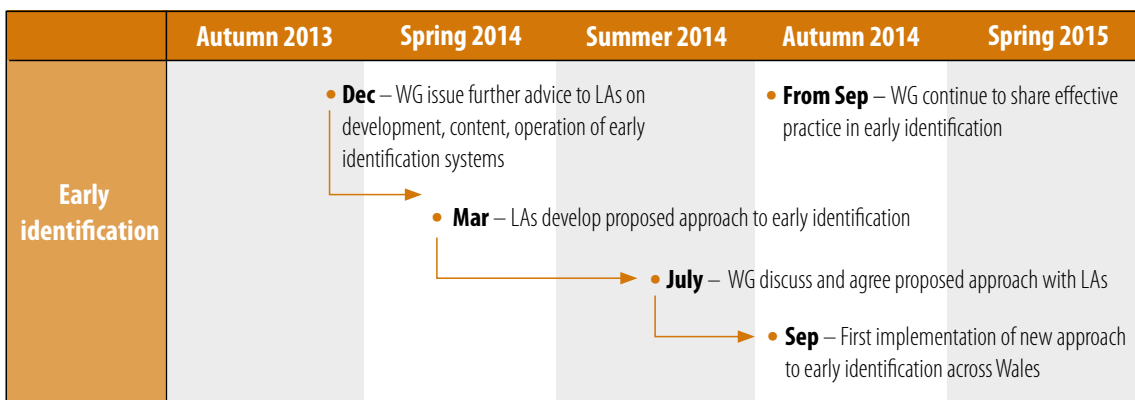 Autumn 2013 Spring 2014 Summer 2014 Autumn 2014 Spring 2015
Early
identification
• Dec – WG issue further advice to LAs on
development, content, operation of early
identification systems
• From Sep – WG continue to share effective
practice in early identification
• Mar – LAs develop proposed approach to early identification
• July – WG discuss and agree proposed approach with LAs
• Sep – First implementation of new approach
to early identification across Wales